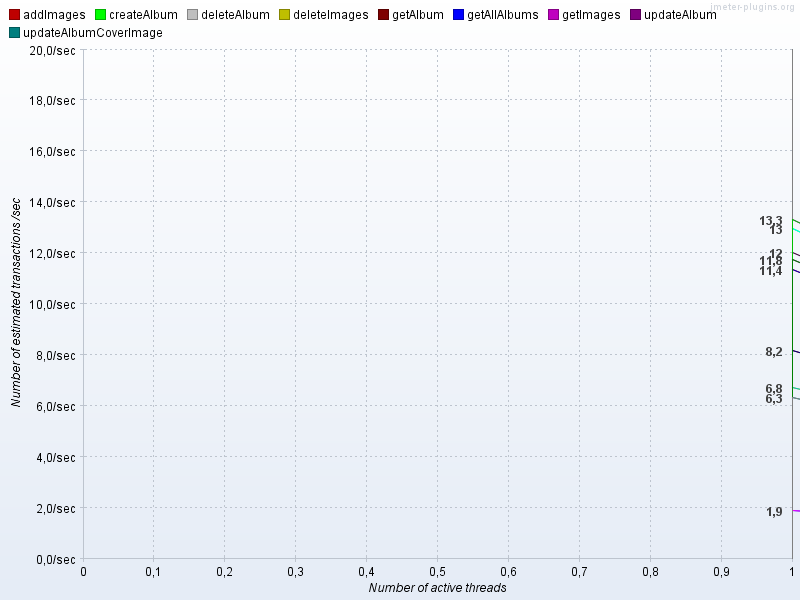 jmeter-plugins.org
addImages createAlbum deleteAlbum deleteImages getAlbum getAllAlbums getImages updateAlbum
updateAlbumCoverImage
20,0/sec
18,0/sec
16,0/sec
14,0/sec
13,3
13
12,0/sec
12
11,8
11,4
10,0/sec
8,0/sec
8,2
6,8
6,3
6,0/sec
4,0/sec
2,0/sec
1,9
0,0/sec
Number of estimated transactions /sec
0 0,1 0,2 0,3 0,4 0,5 0,6 0,7 0,8 0,9 1
Number of active threads